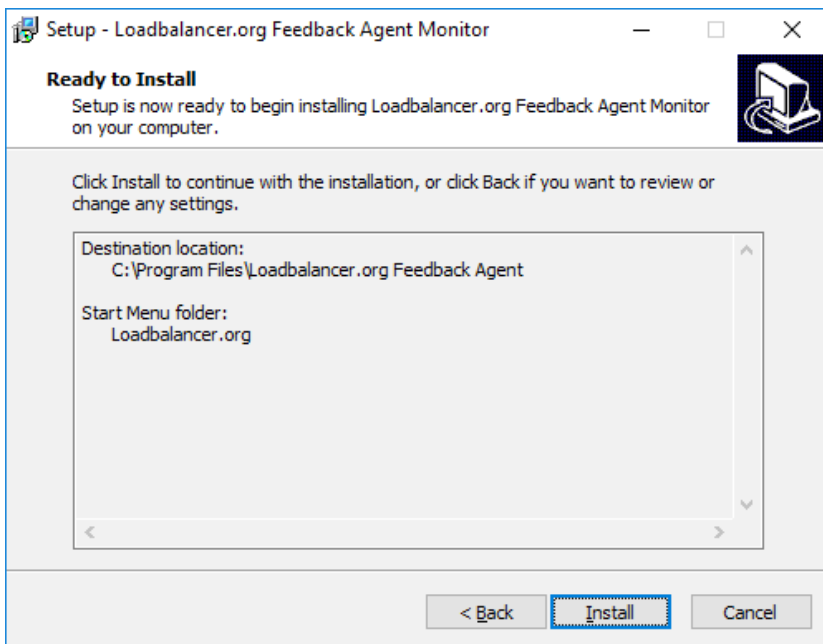 Setup - Loadbalancer.org Feedback Agent Monitor
Ready to Install
Setup is now ready to begin installing Loadbalancer.org Feedback Agent Monitor
on your computer.
Click Install to continue with the installation, or click Back if you want to review or
change any settings.
Destination location:
C:\Program Files\Loadbalancer.org Feedback Agent
Start Menu folder:
Loadbalancer.org
< Back Install Cancel